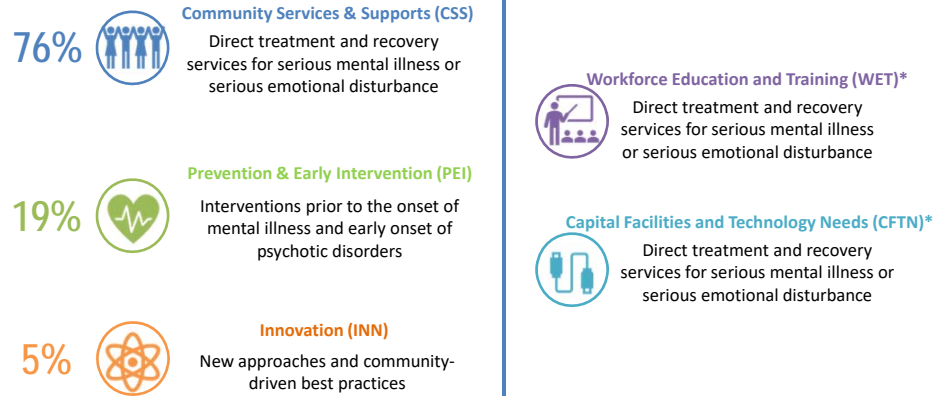 Community Services & Supports (CSS)
76%
Direct treatment and recovery
services for serious mental illness or
serious emotional disturbance
Prevention & Early Intervention (PEI)
19%
Interventions prior to the onset of
mental illness and early onset of
psychotic disorders
Innovation (INN)
5%
New approaches and community-
driven best practices
Workforce Education and Training (WET)*
Direct treatment and recovery
services for serious mental illness
or serious emotional disturbance
Capital Facilities and Technology Needs (CFTN)*
Direct treatment and recovery
services for serious mental illness or
serious emotional disturbance